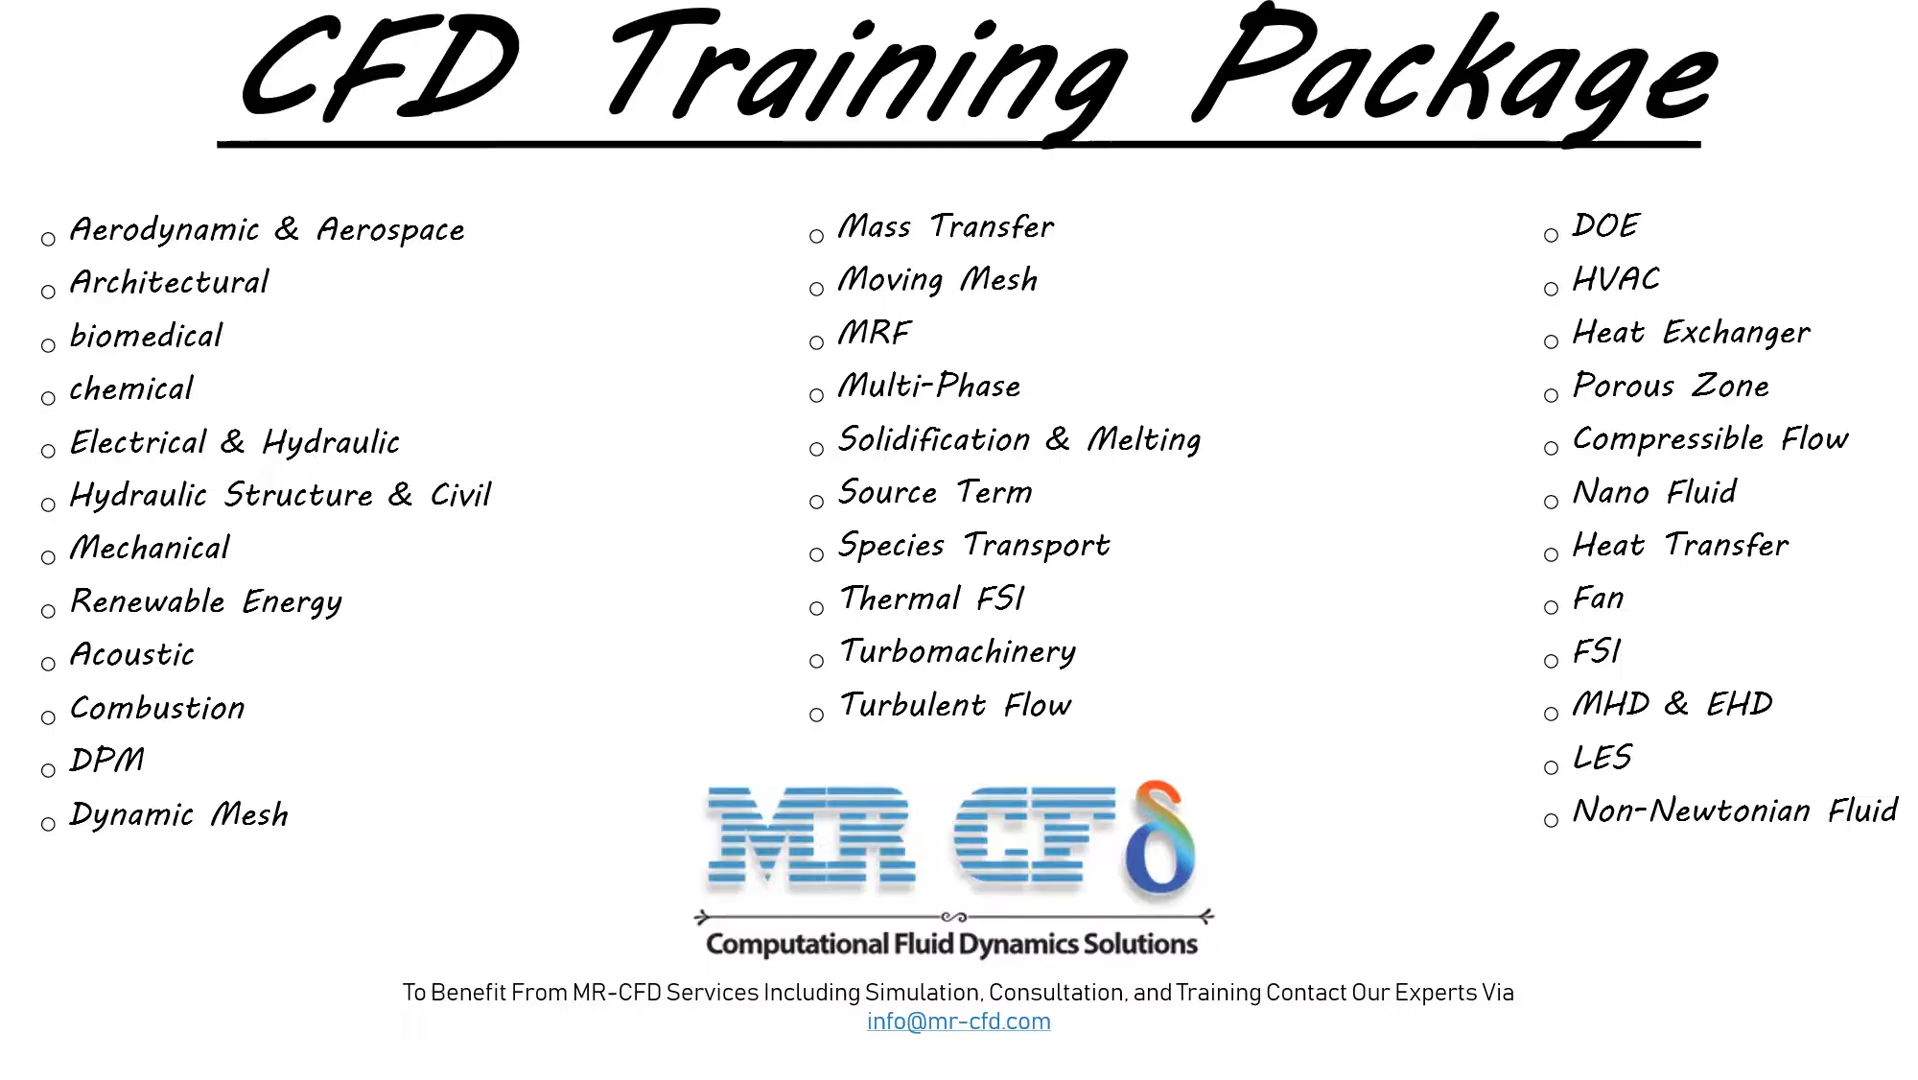 CFD Training Package
Aerodynamic & Aerospace
Architectural
biomedical
chemical
Electrical & Hydraulic
Hydraulic Structure & Civil
Mechanical
Renewable Energy
Acoustic
Combustion
DPM
Dynamic Mesh
Mass Transfer
Moving Mesh
MRF
Multi-Phase
Solidification & Melting
Source Term
Species Transport
Thermal FSI
Turbomachinery
Turbulent Flow
DOE
HVAC
Heat Exchanger
Porous Zone
Compressible Flow
Nano Fluid
Heat Transfer
Fan
FSI
MHD & EHD
LES
Non-Newtonian Fluid
MR CFδ
Computational Fluid Dynamics Solutions
To Benefit From MR-CFD Services Including Simulation, Consultation, and Training Contact Our Experts Via
info@mr-cfd.com